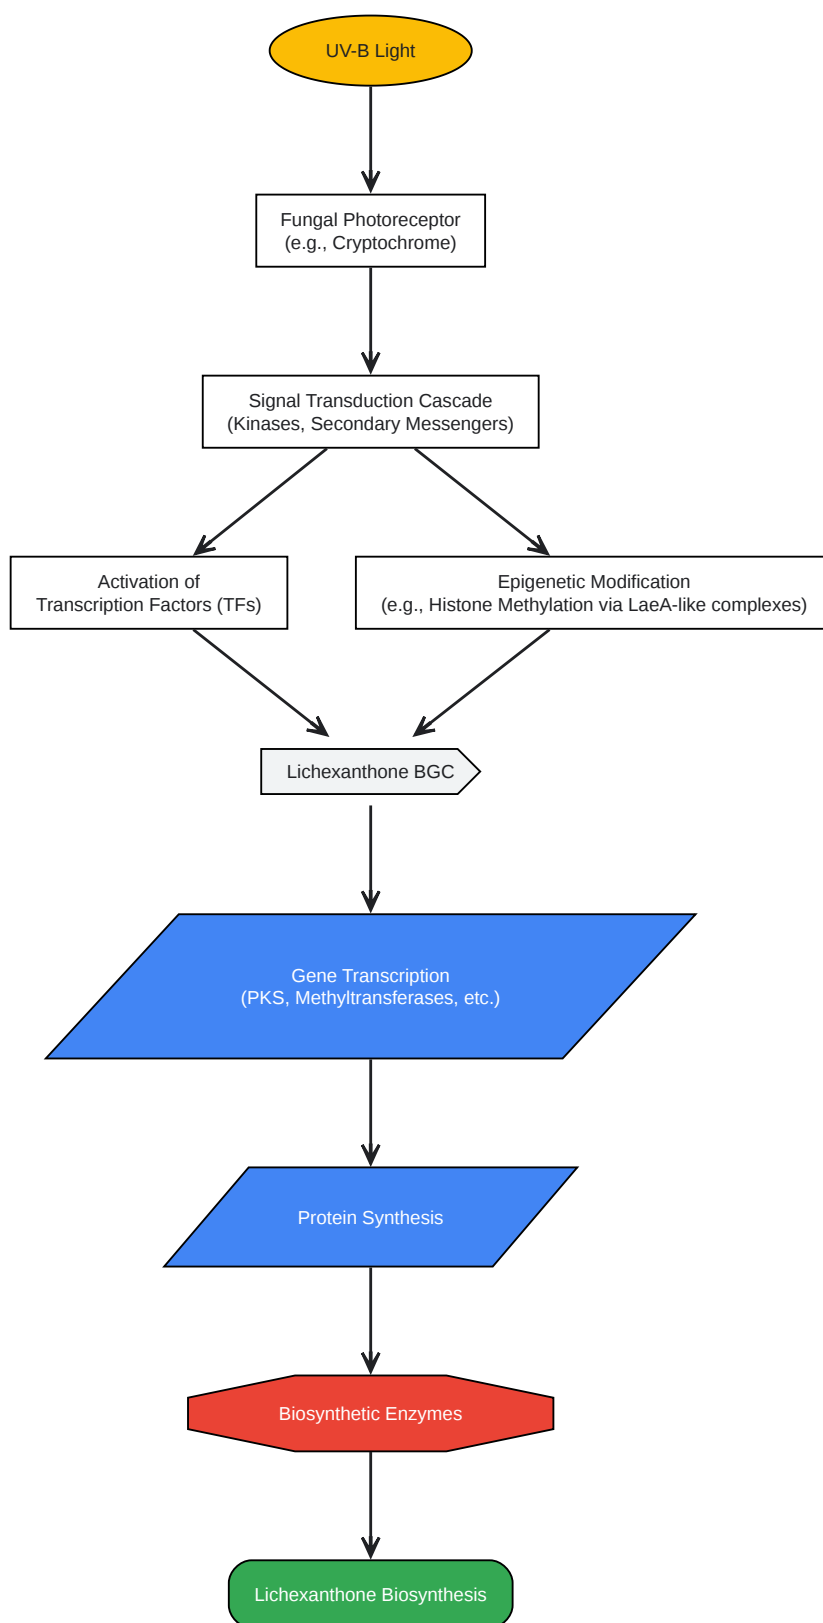 UV-B Light
Fungal Photoreceptor
(e.g., Cryptochrome)
Signal Transduction Cascade
(Kinases, Secondary Messengers)
Activation of
Transcription Factors (TFs)
Epigenetic Modification
(e.g., Histone Methylation via LaeA-like complexes)
Lichexanthone BGC
Gene Transcription
(PKS, Methyltransferases, etc.)
Protein Synthesis
Biosynthetic Enzymes
Lichexanthone Biosynthesis